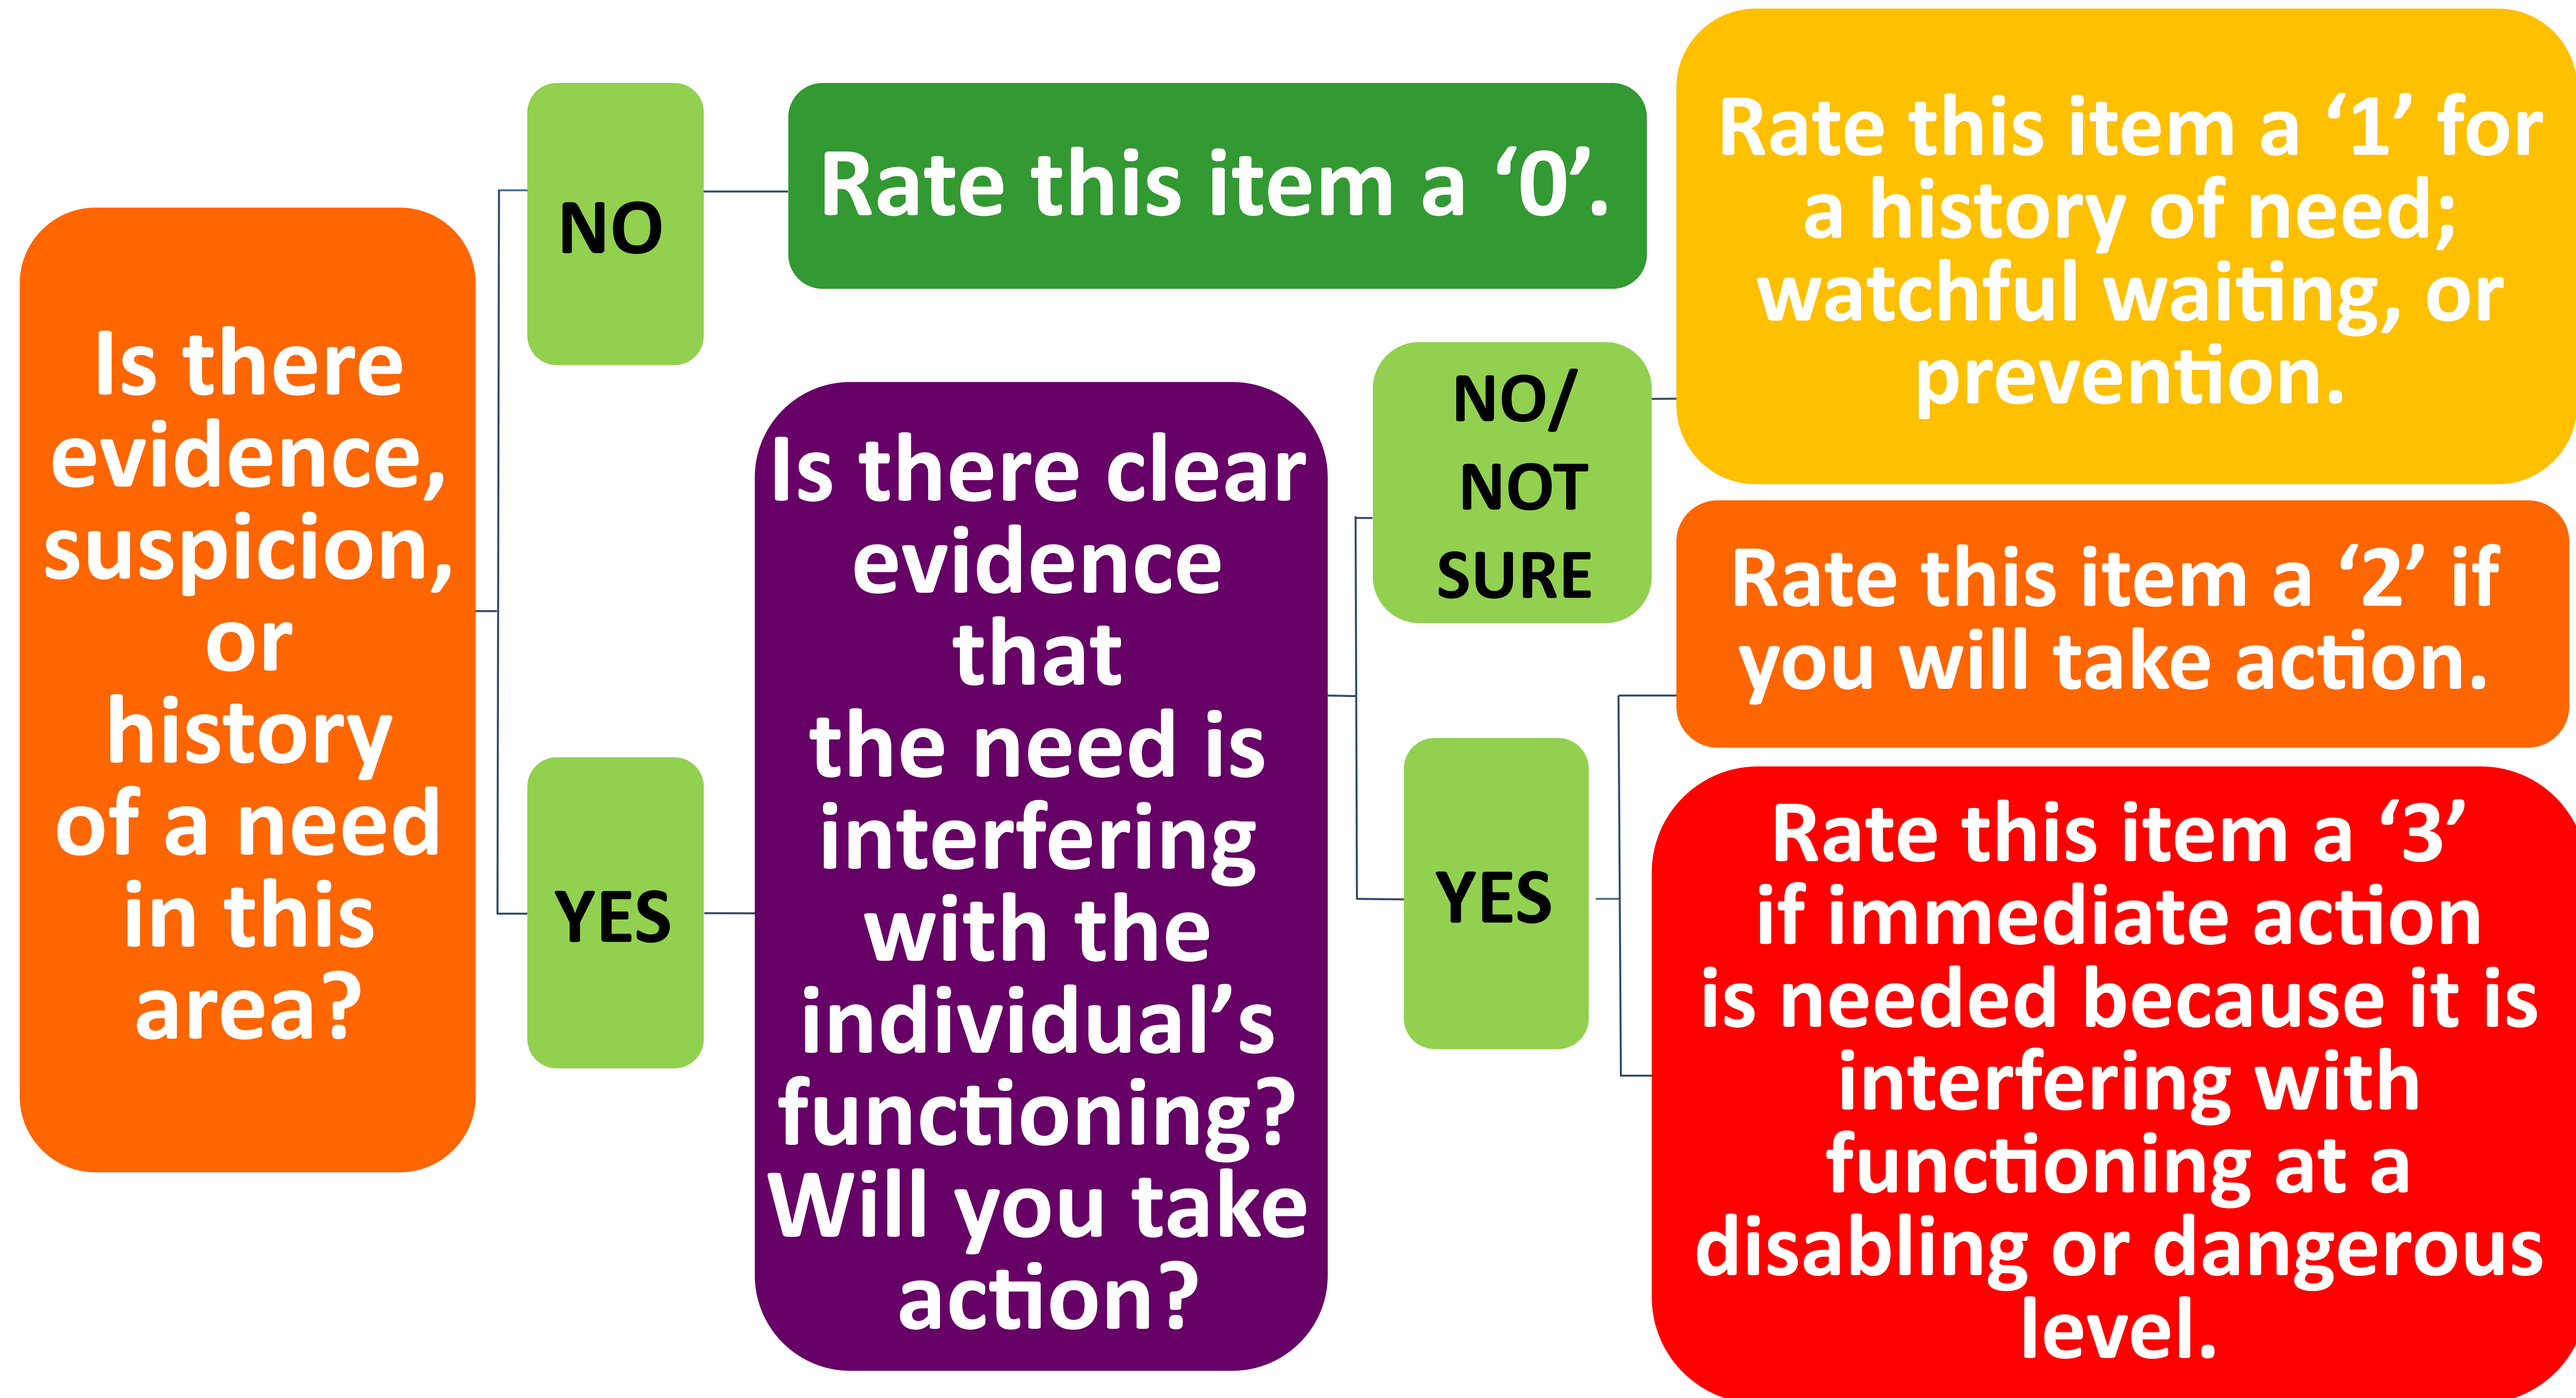 Is there
evidence,
suspicion,
or
history
of a need
in this
area?
NO
Rate this item a ‘0’.
YES
Is there clear
evidence
that
the need is
interfering
with the
individual’s
functioning?
Will you take
action?
NO/
NOT
SURE
Rate this item a ‘1’ for
a history of need;
watchful waiting, or
prevention.
YES
Rate this item a ‘2’ if
you will take action.
Rate this item a ‘3’
if immediate action
is needed because it is
interfering with
functioning at a
disabling or dangerous
level.